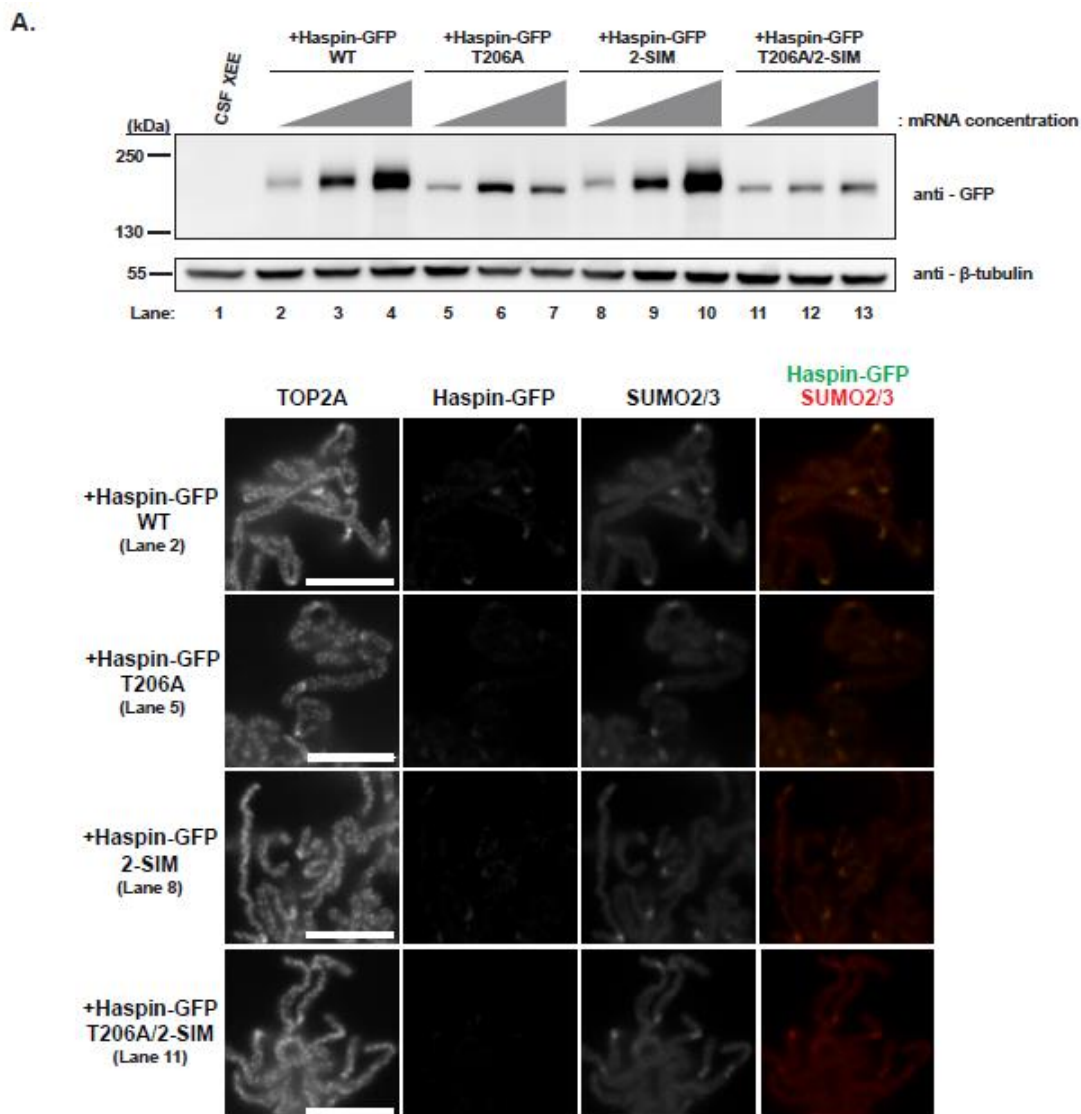 A.
+Haspin-GFP WT
+Haspin-GFP T206A
+Haspin-GFP 2-SIM
+Haspin-GFP T206A/2-SIM
CSF XEE
(kDa)
: mRNA concentration
250
anti - GFP
130
55
anti - β-tubulin
Lane: 1 2 3 4 5 6 7 8 9 10 11 12 13
TOP2A Haspin-GFP SUMO2/3 Haspin-GFP
SUMO2/3
+Haspin-GFP
WT
(Lane 2)
+Haspin-GFP
T206A
(Lane 5)
+Haspin-GFP
2-SIM
(Lane 8)
+Haspin-GFP
T206A/2-SIM
(Lane 11)